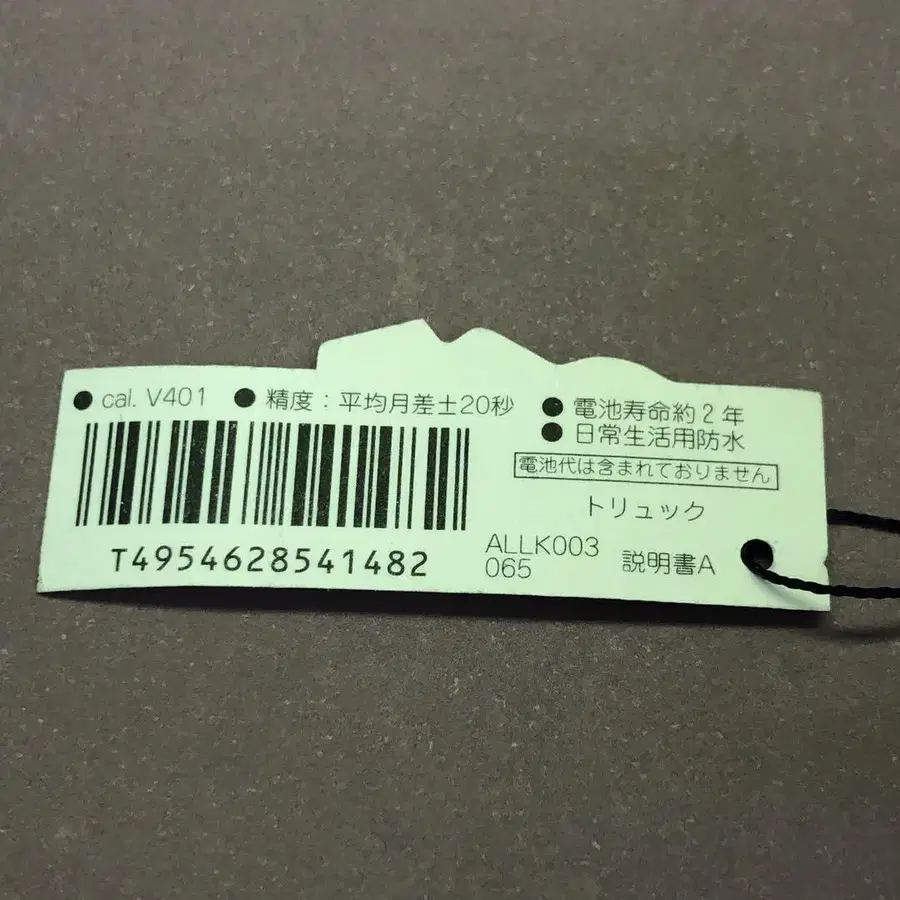 ● cal. V401 ● 精度：平均月差±20秒
T4954628541482
● 電池寿命約2年
● 日常生活用防水
電池代は含まれておりません
トリュック
ALLK003
065
説明書A